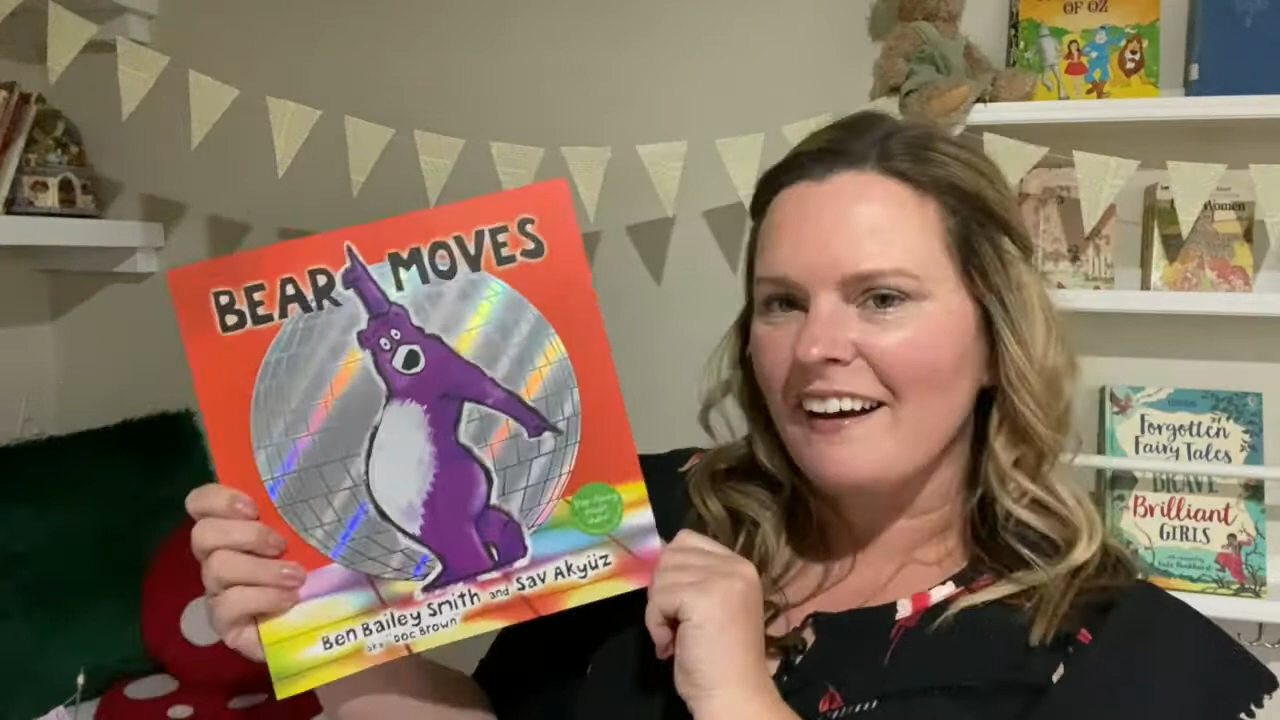 OF OZ
BEAR MOVES
Women
Forgotten
Fairy Tales
BRAVE
Brilliant
GIRLS
Ben Bailey Smith and Sav Akyüz
aka "Doc Brown"